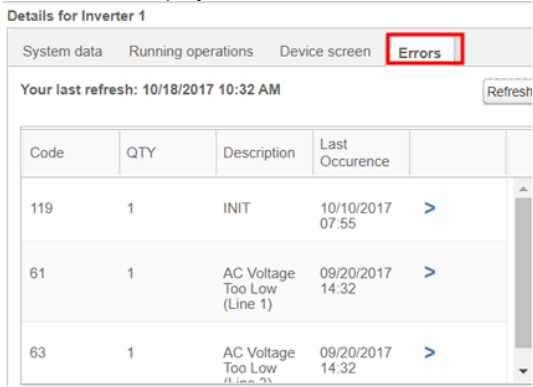 Details for Inverter 1
System data Running operations Device screen Errors
Your last refresh: 10/18/2017 10:32 AM Refresh
Code QTY Description Last
Occurence
119 1 INIT 10/10/2017 >
07:55
61 1 AC Voltage 09/20/2017 >
Too Low 14:32
(Line 1)
63 1 AC Voltage 09/20/2017 >
Too Low 14:32
(Line 2)